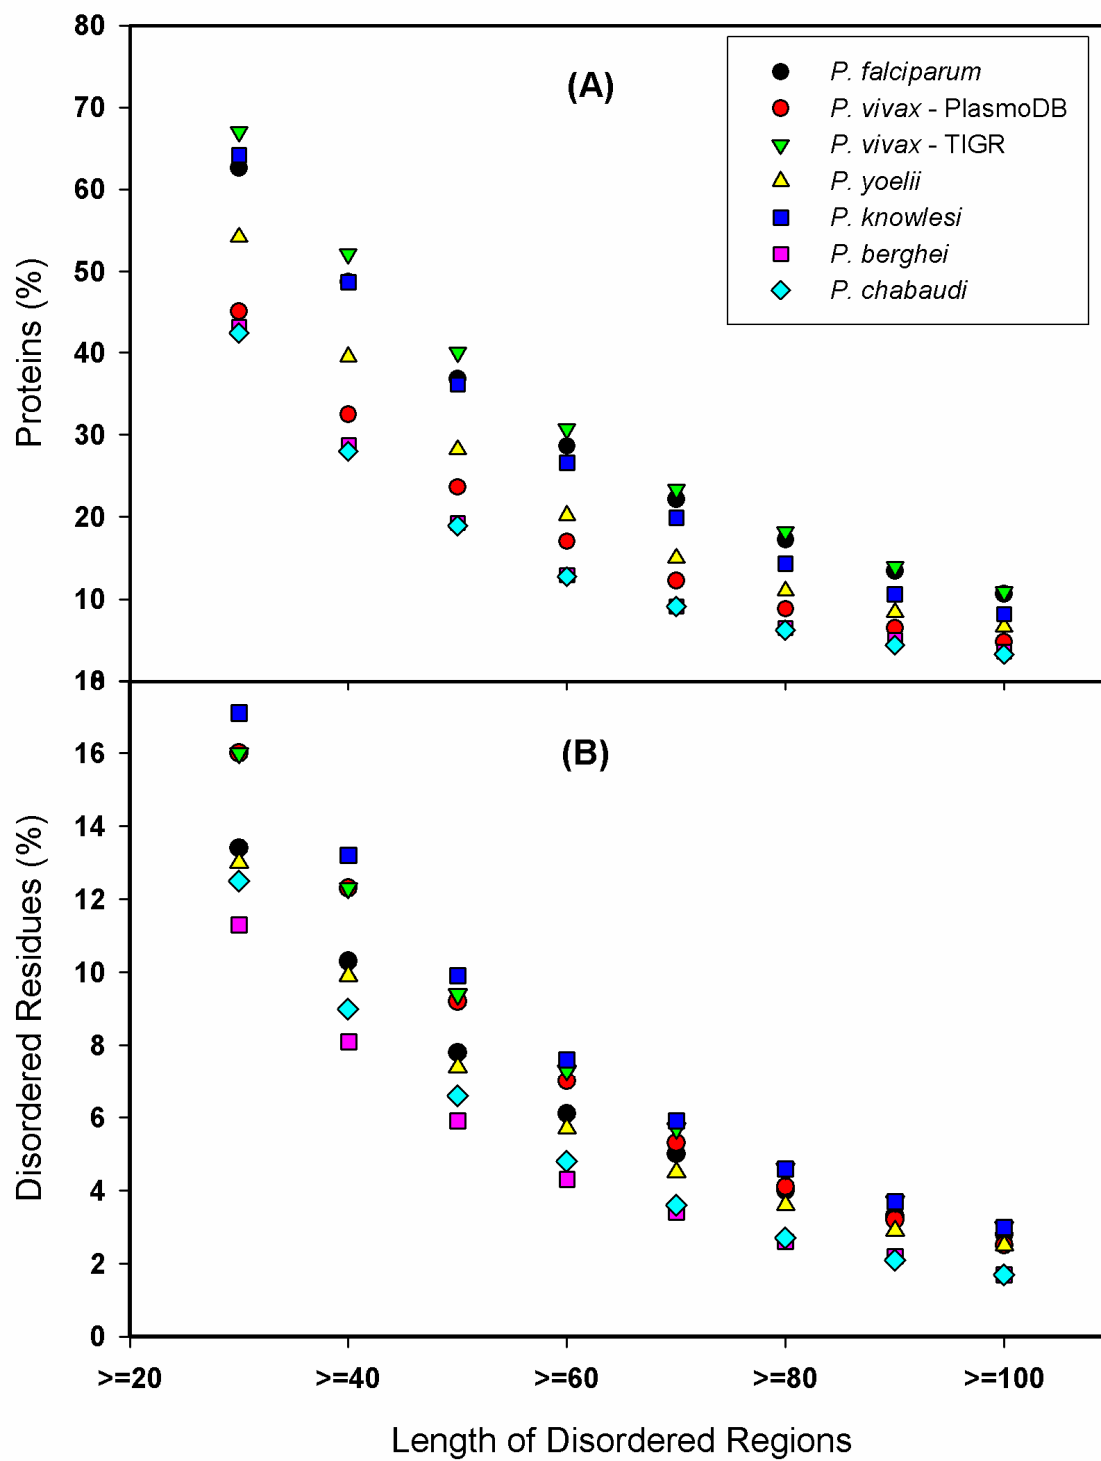 80
(A)
P. falciparum
P. vivax - PlasmoDB
P. vivax - TIGR
P. yoelii
P. knowlesi
P. berghei
P. chabaudi
70
60
50
40
30
20
10
Proteins (%)
0
18
(B)
16
14
12
10
8
6
4
2
0
Disordered Residues (%)
>=20 >=40 >=60 >=80 >=100
Length of Disordered Regions